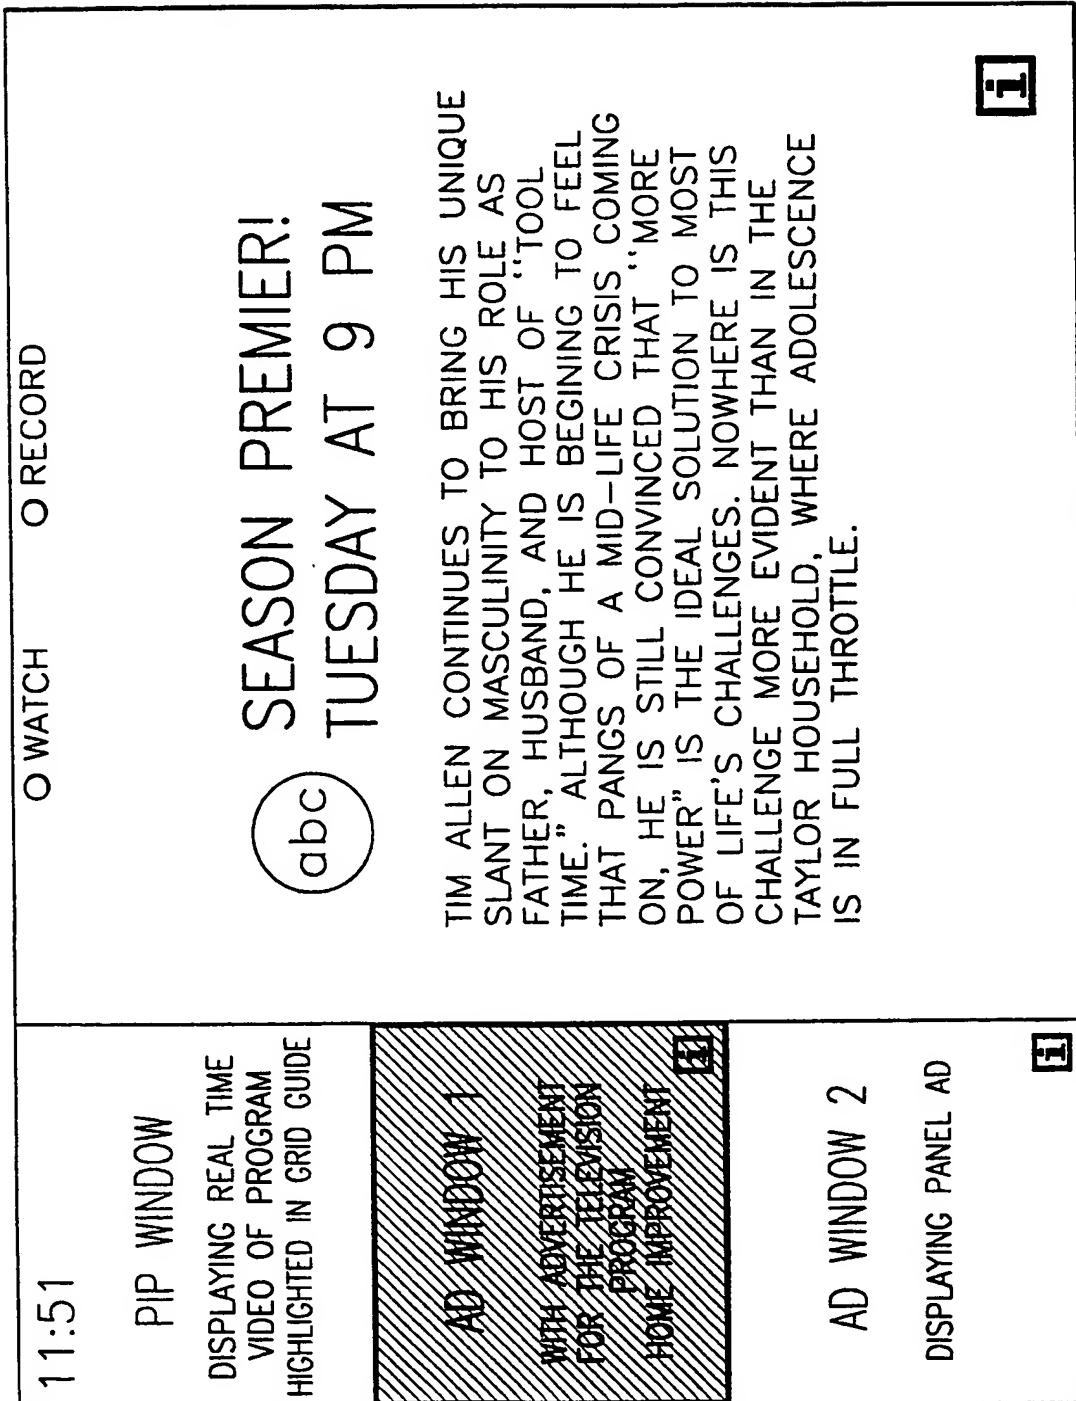 11:51
PIP WINDOW
DISPLAYING REAL TIME
VIDEO OF PROGRAM
HIGHLIGHTED IN GRID GUIDE
AD WINDOW 1
WITH ADVERTISEMENT
FOR THE TELEVISION
PROGRAM
HOME IMPROVEMENT
i
AD WINDOW 2
DISPLAYING PANEL AD
i
O WATCH O RECORD
abc
SEASON PREMIER!
TUESDAY AT 9 PM
TIM ALLEN CONTINUES TO BRING HIS UNIQUE
SLANT ON MASCULINITY TO HIS ROLE AS
FATHER, HUSBAND, AND HOST OF ''TOOL
TIME.'' ALTHOUGH HE IS BEGINING TO FEEL
THAT PANGS OF A MID-LIFE CRISIS COMING
ON, HE IS STILL CONVINCED THAT ''MORE
POWER'' IS THE IDEAL SOLUTION TO MOST
OF LIFE'S CHALLENGES. NOWHERE IS THIS
CHALLENGE MORE EVIDENT THAN IN THE
TAYLOR HOUSEHOLD, WHERE ADOLESCENCE
IS IN FULL THROTTLE.
i